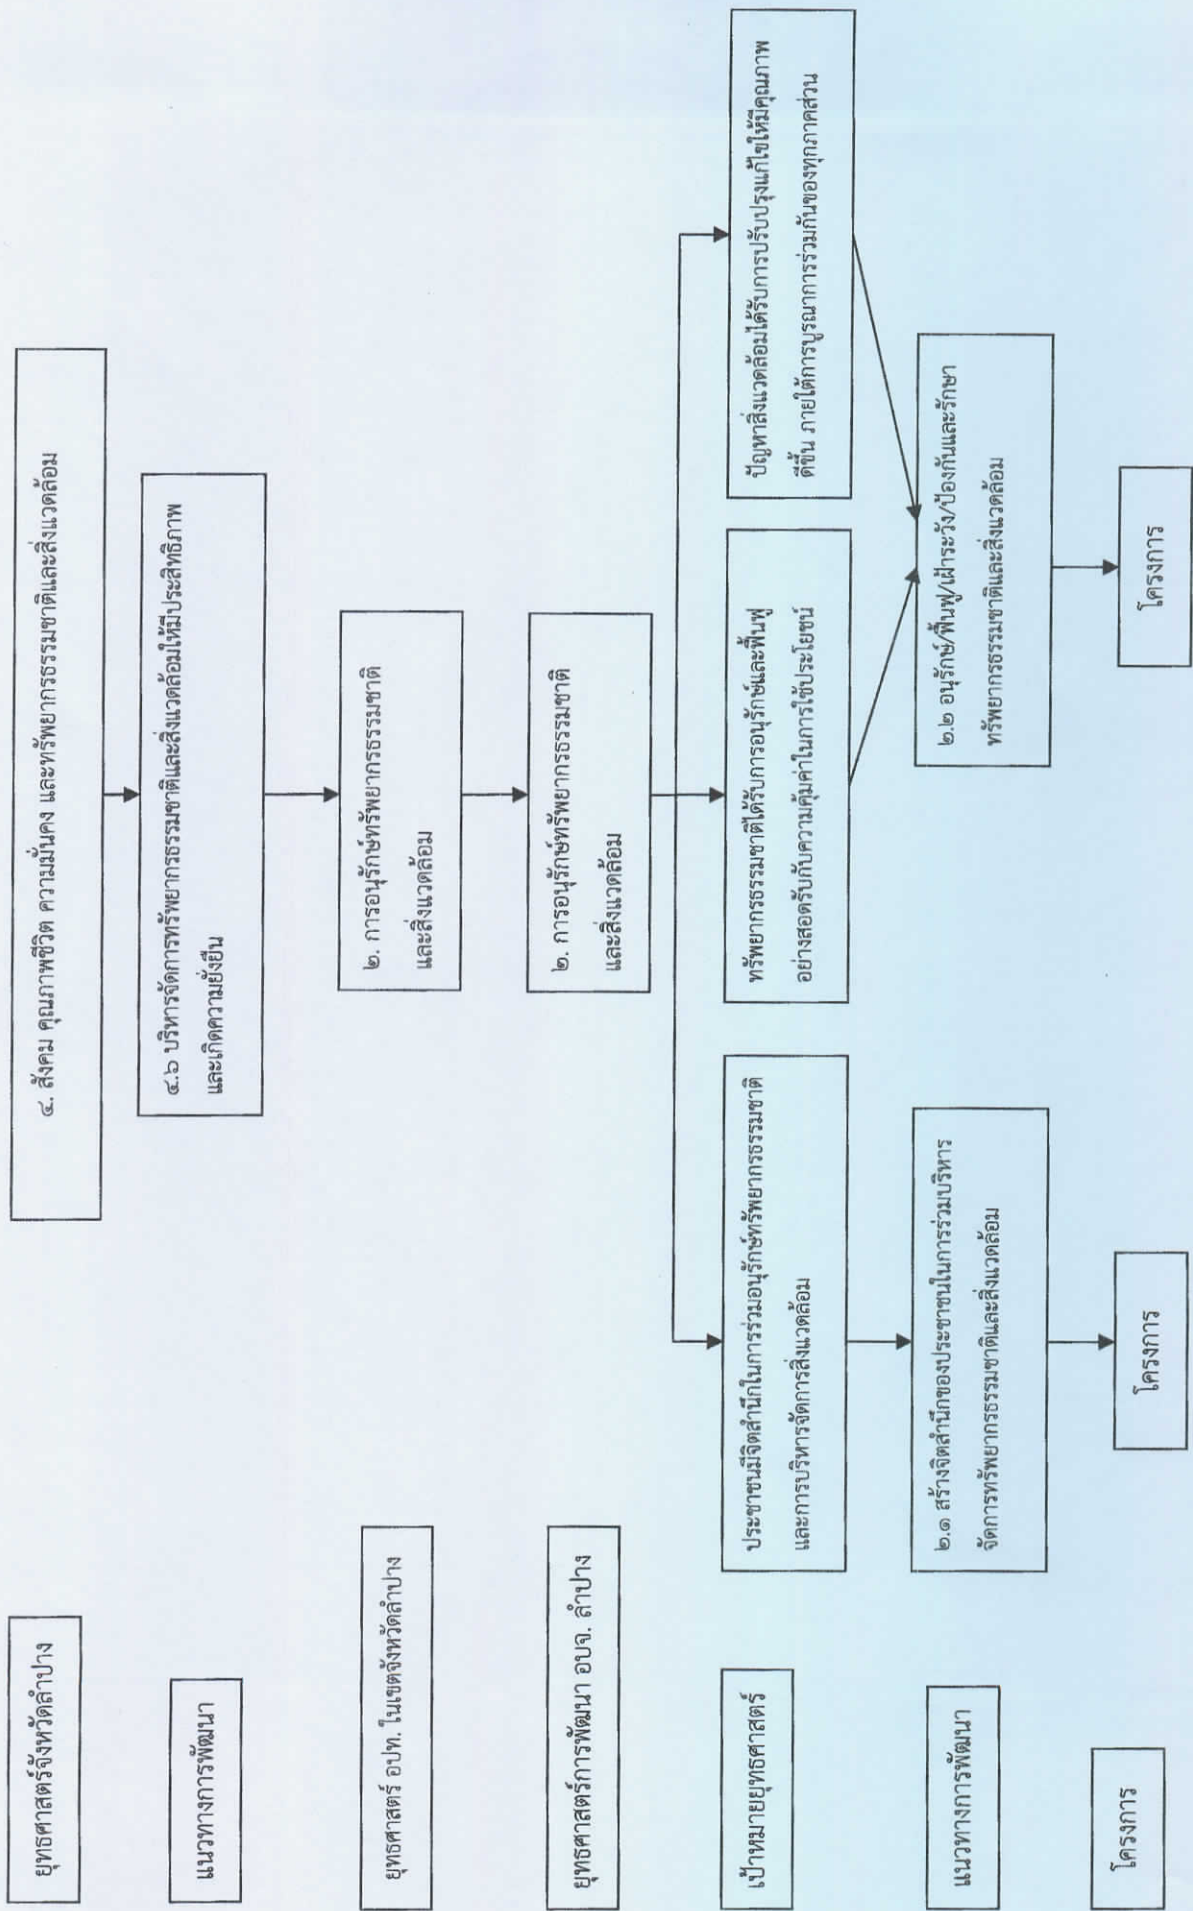 ยุทธศาสตร์จังหวัดลำปาง
๔. สังคม คุณภาพชีวิต ความมั่นคง และทรัพยากรธรรมชาติและสิ่งแวดล้อม
แนวทางการพัฒนา
๔.๖ บริหารจัดการทรัพยากรธรรมชาติและสิ่งแวดล้อมให้มีประสิทธิภาพ
และเกิดความยั่งยืน
ยุทธศาสตร์ อปท. ในเขตจังหวัดลำปาง
๒. การอนุรักษ์ทรัพยากรธรรมชาติ
และสิ่งแวดล้อม
ยุทธศาสตร์การพัฒนา อบจ. ลำปาง
๒. การอนุรักษ์ทรัพยากรธรรมชาติ
และสิ่งแวดล้อม
เป้าหมายยุทธศาสตร์
ประชาชนมีจิตสำนึกในการร่วมอนุรักษ์ทรัพยากรธรรมชาติ
และการบริหารจัดการสิ่งแวดล้อม
ทรัพยากรธรรมชาติได้รับการอนุรักษ์และฟื้นฟู
อย่างสอดรับกับความคุ้มค่าในการใช้ประโยชน์
ปัญหาสิ่งแวดล้อมได้รับการปรับปรุงแก้ไขให้มีคุณภาพ
ดีขึ้น ภายใต้การบูรณาการร่วมกันของทุกภาคส่วน
แนวทางการพัฒนา
๒.๑ สร้างจิตสำนึกของประชาชนในการร่วมบริหาร
จัดการทรัพยากรธรรมชาติและสิ่งแวดล้อม
๒.๒ อนุรักษ์/ฟื้นฟู/เฝ้าระวัง/ป้องกันและรักษา
ทรัพยากรธรรมชาติและสิ่งแวดล้อม
โครงการ
โครงการ
โครงการ